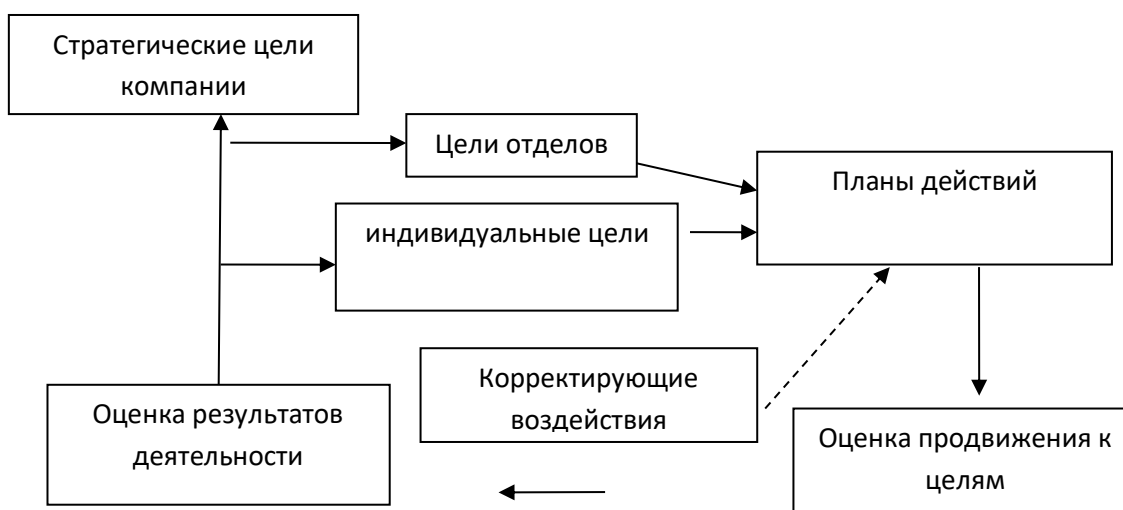 Стратегические цели
компании
Цели отделов
Планы действий
индивидуальные цели
Корректирующие
воздействия
Оценка результатов
деятельности
Оценка продвижения к
целям